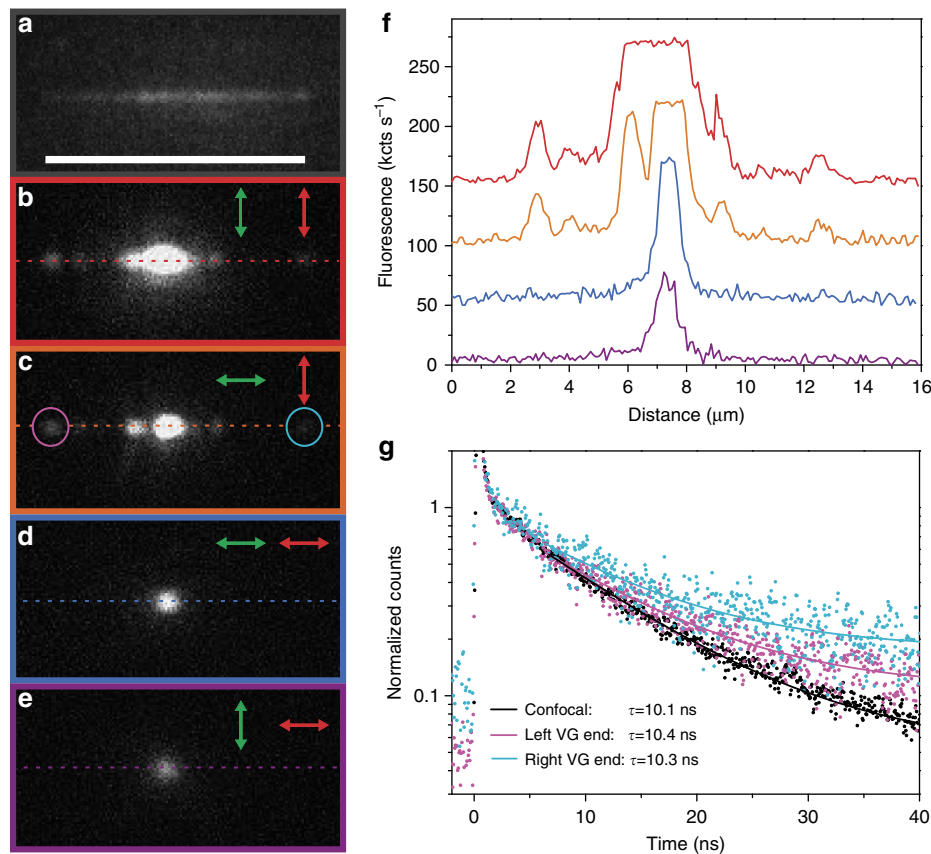 a
b
c
d
e
f
Fluorescence (kcts s⁻¹)
250
200
150
100
50
0
0 2 4 6 8 10 12 14 16
Distance (μm)
g
Normalized counts
1
0.1
Confocal: τ=10.1 ns
Left VG end: τ=10.4 ns
Right VG end: τ=10.3 ns
0 10 20 30 40
Time (ns)